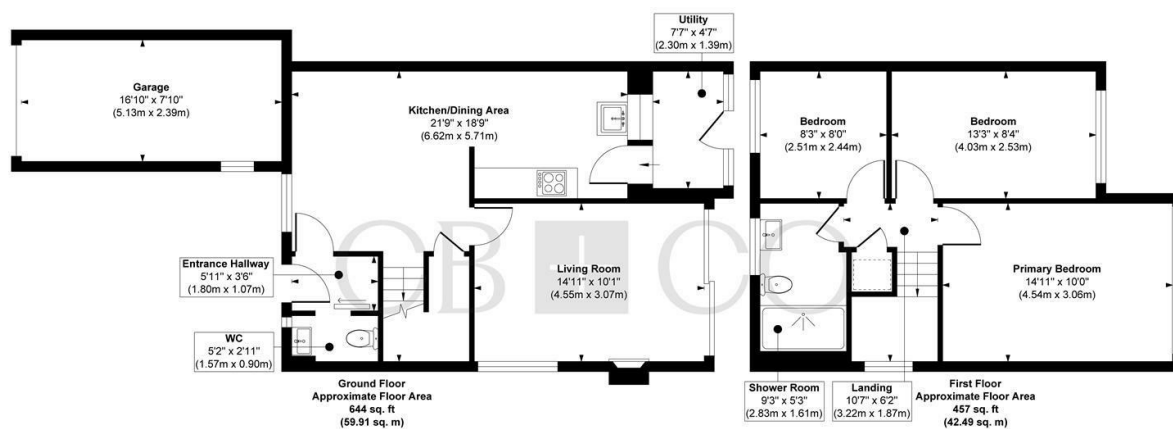 Utility
7'7" x 4'7"
(2.30m x 1.39m)
Garage
16'10" x 7'10"
(5.13m x 2.39m)
Kitchen/Dining Area
21'9" x 18'9"
(6.62m x 5.71m)
Bedroom
8'3" x 8'0"
(2.51m x 2.44m)
Bedroom
13'3" x 8'4"
(4.03m x 2.53m)
OB + CO
Entrance Hallway
5'11" x 3'6"
(1.80m x 1.07m)
Living Room
14'11" x 10'1"
(4.55m x 3.07m)
Primary Bedroom
14'11" x 10'0"
(4.54m x 3.06m)
WC
5'2" x 2'11"
(1.57m x 0.90m)
Ground Floor
Approximate Floor Area
644 sq. ft
(59.91 sq. m)
Shower Room
9'3" x 5'3"
(2.83m x 1.61m)
Landing
10'7" x 6'2"
(3.22m x 1.87m)
First Floor
Approximate Floor Area
457 sq. ft
(42.49 sq. m)